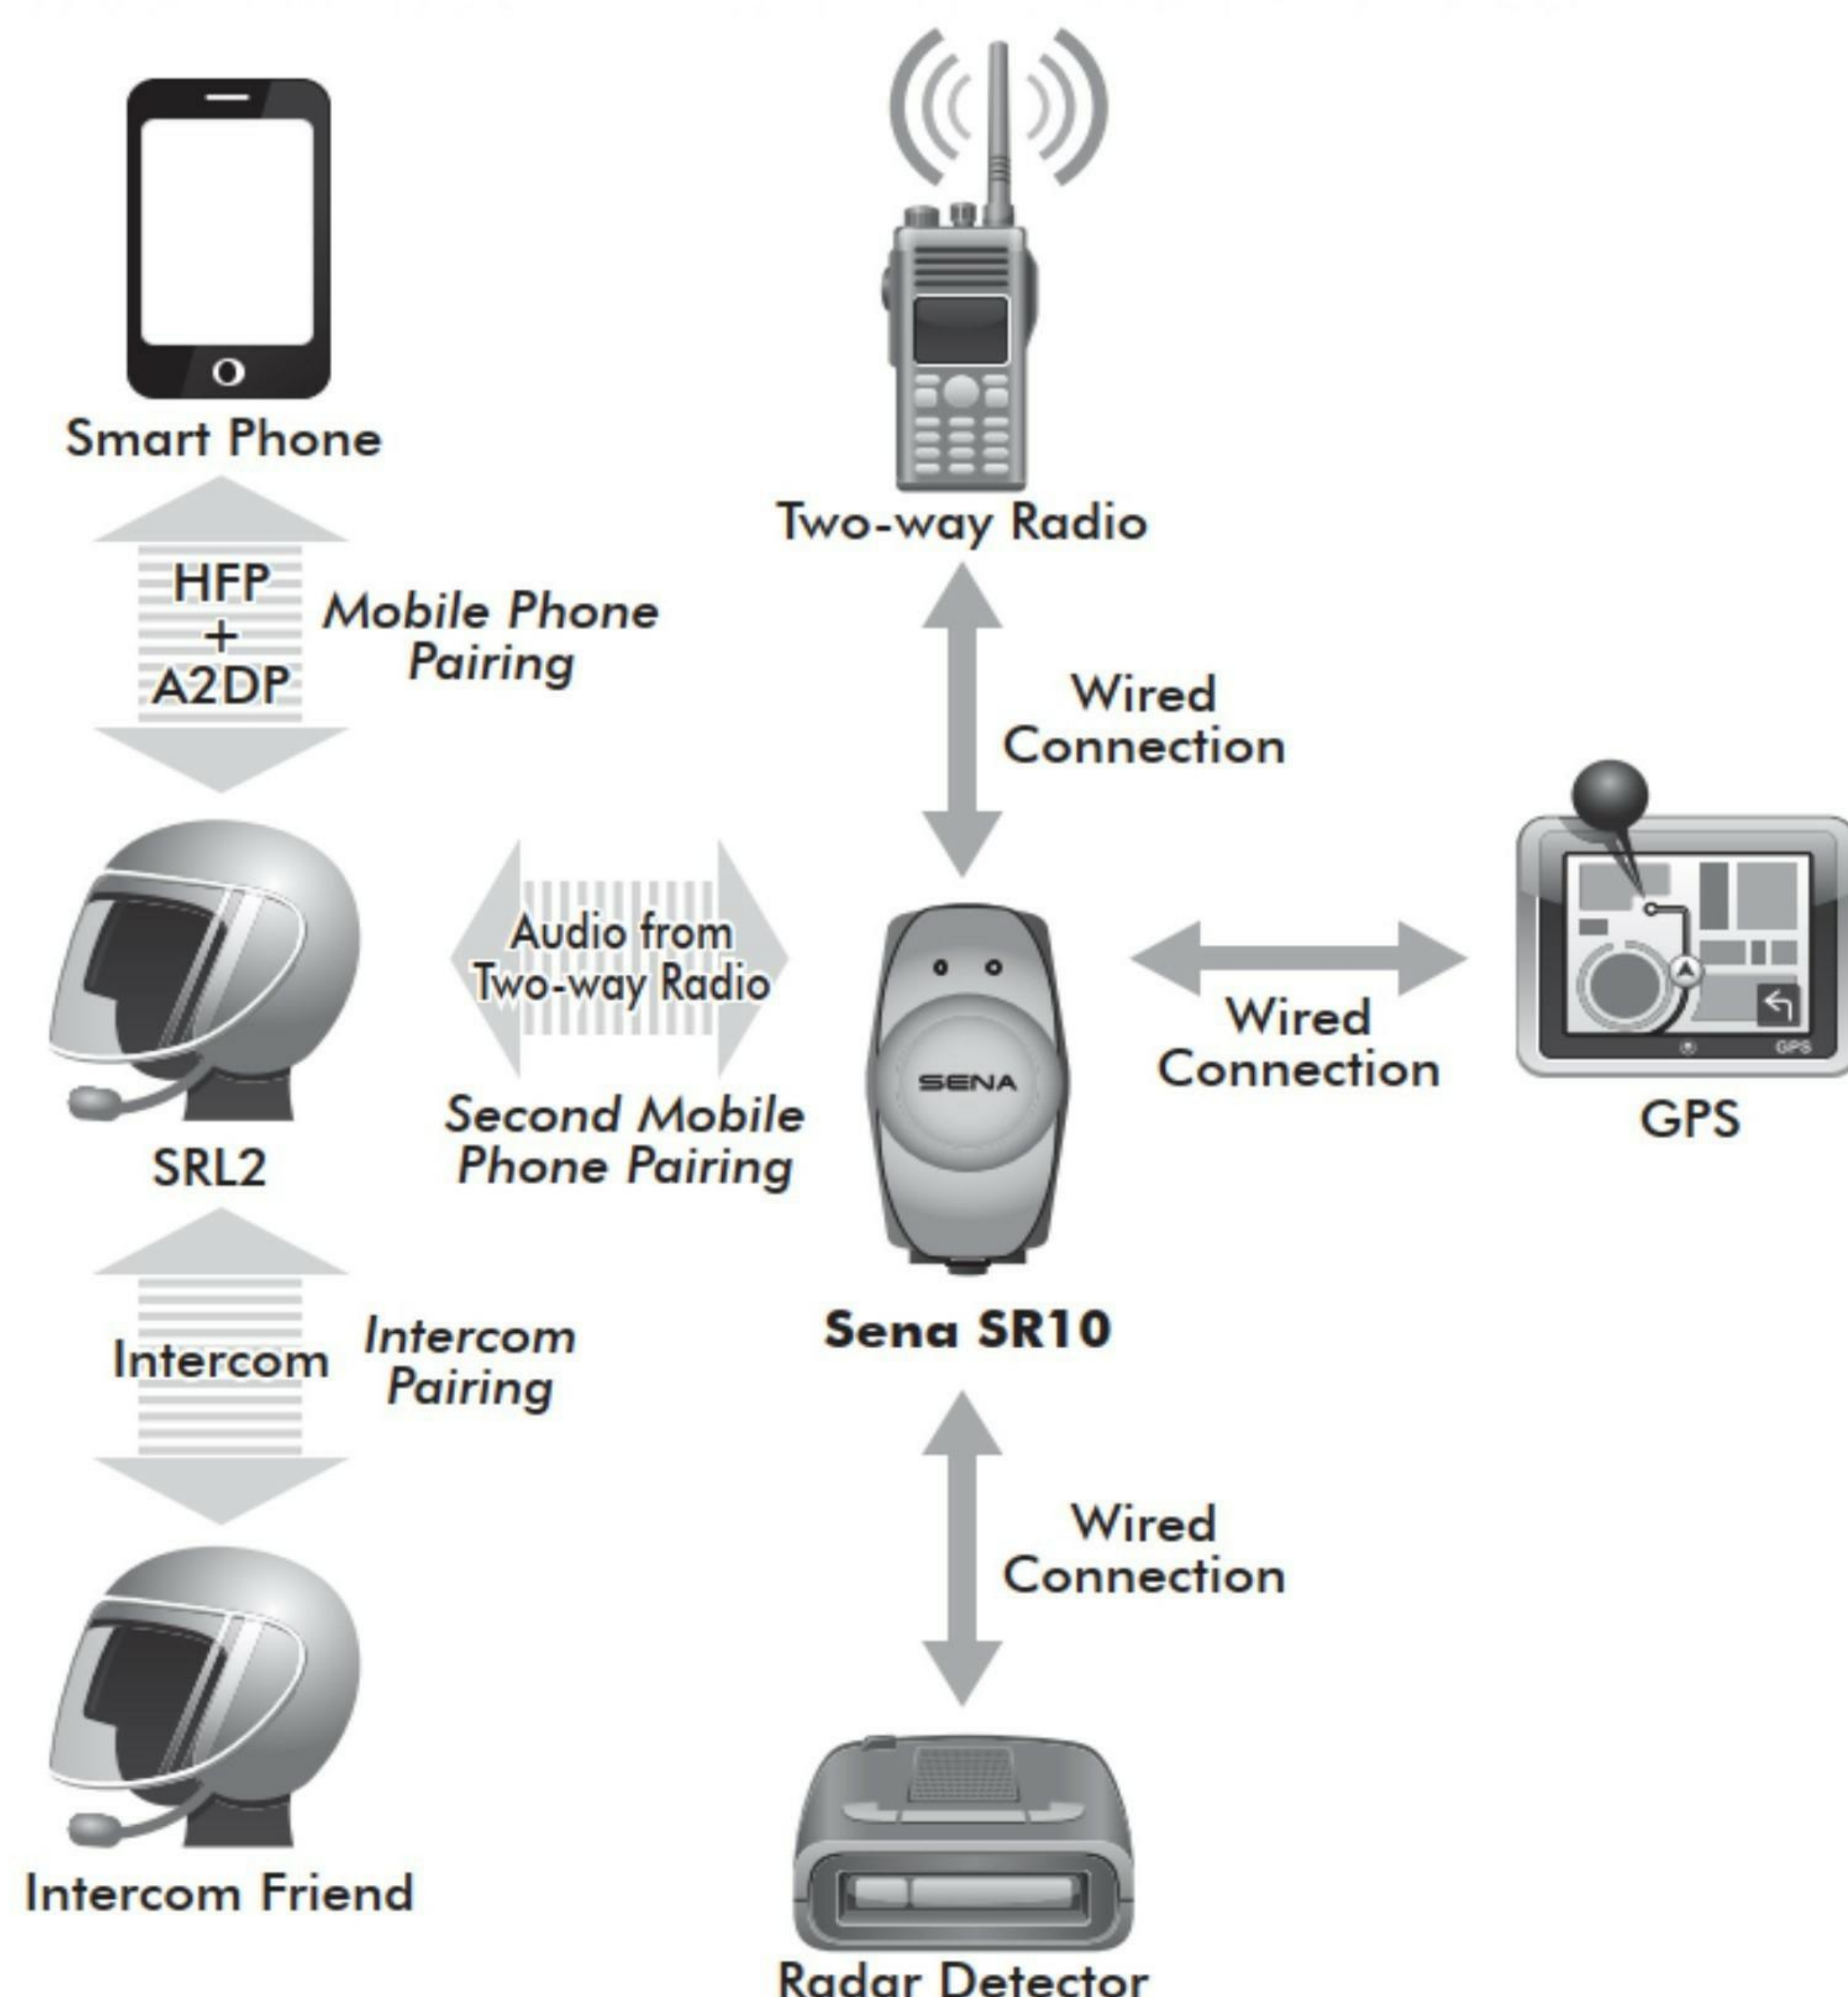 Smart Phone
HFP
+
A2DP
Mobile Phone
Pairing
Two-way Radio
Wired
Connection
SRL2
Audio from
Two-way Radio
Second Mobile
Phone Pairing
SENA
Sena SR10
Wired
Connection
GPS
GPS
Intercom
Intercom
Pairing
Wired
Connection
Intercom Friend
Radar Detector